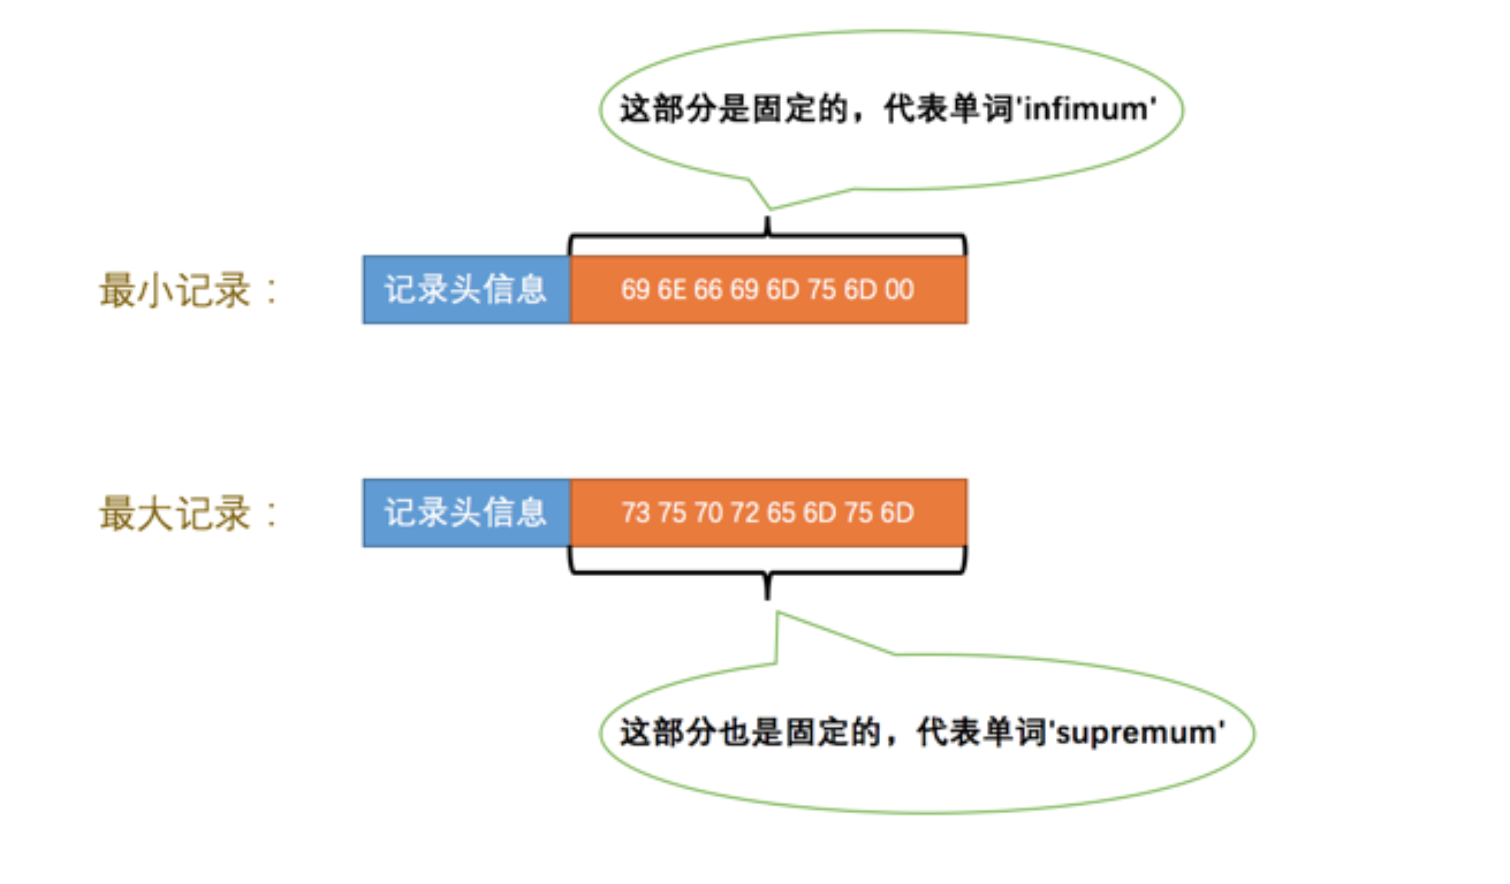 这部分是固定的，代表单词'infimum'
最小记录：
记录头信息
69 6E 66 69 6D 75 6D 00
最大记录：
记录头信息
73 75 70 72 65 6D 75 6D
这部分也是固定的，代表单词'supremum'